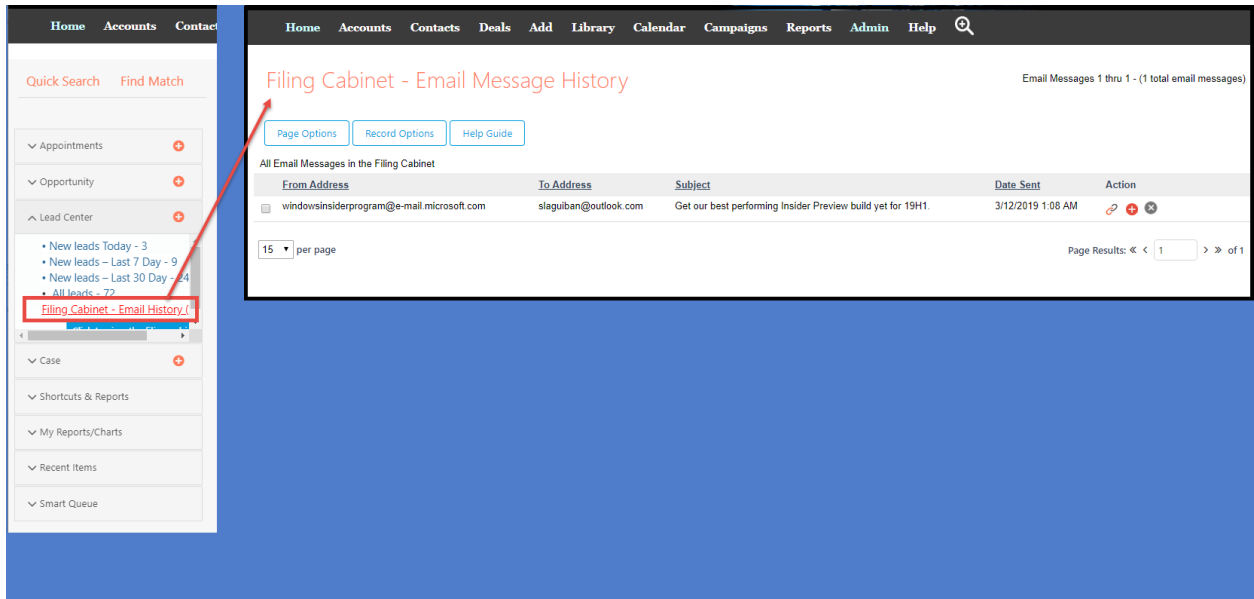 Home Accounts Contact
Quick Search Find Match
Appointments
Opportunity
Lead Center
• New leads Today - 3
• New leads – Last 7 Day - 9
• New leads – Last 30 Day - 24
• All leads - 72
Filing Cabinet - Email History (
Case
Shortcuts & Reports
My Reports/Charts
Recent Items
Smart Queue
Home Accounts Contacts Deals Add Library Calendar Campaigns Reports Admin Help
Filing Cabinet - Email Message History
Email Messages 1 thru 1 - (1 total email messages)
Page Options Record Options Help Guide
All Email Messages in the Filing Cabinet
From Address To Address Subject Date Sent Action
windowsinsiderprogram@e-mail.microsoft.com slaguiban@outlook.com Get our best performing Insider Preview build yet for 19H1. 3/12/2019 1:08 AM
15 per page
Page Results: « < 1 > » of 1